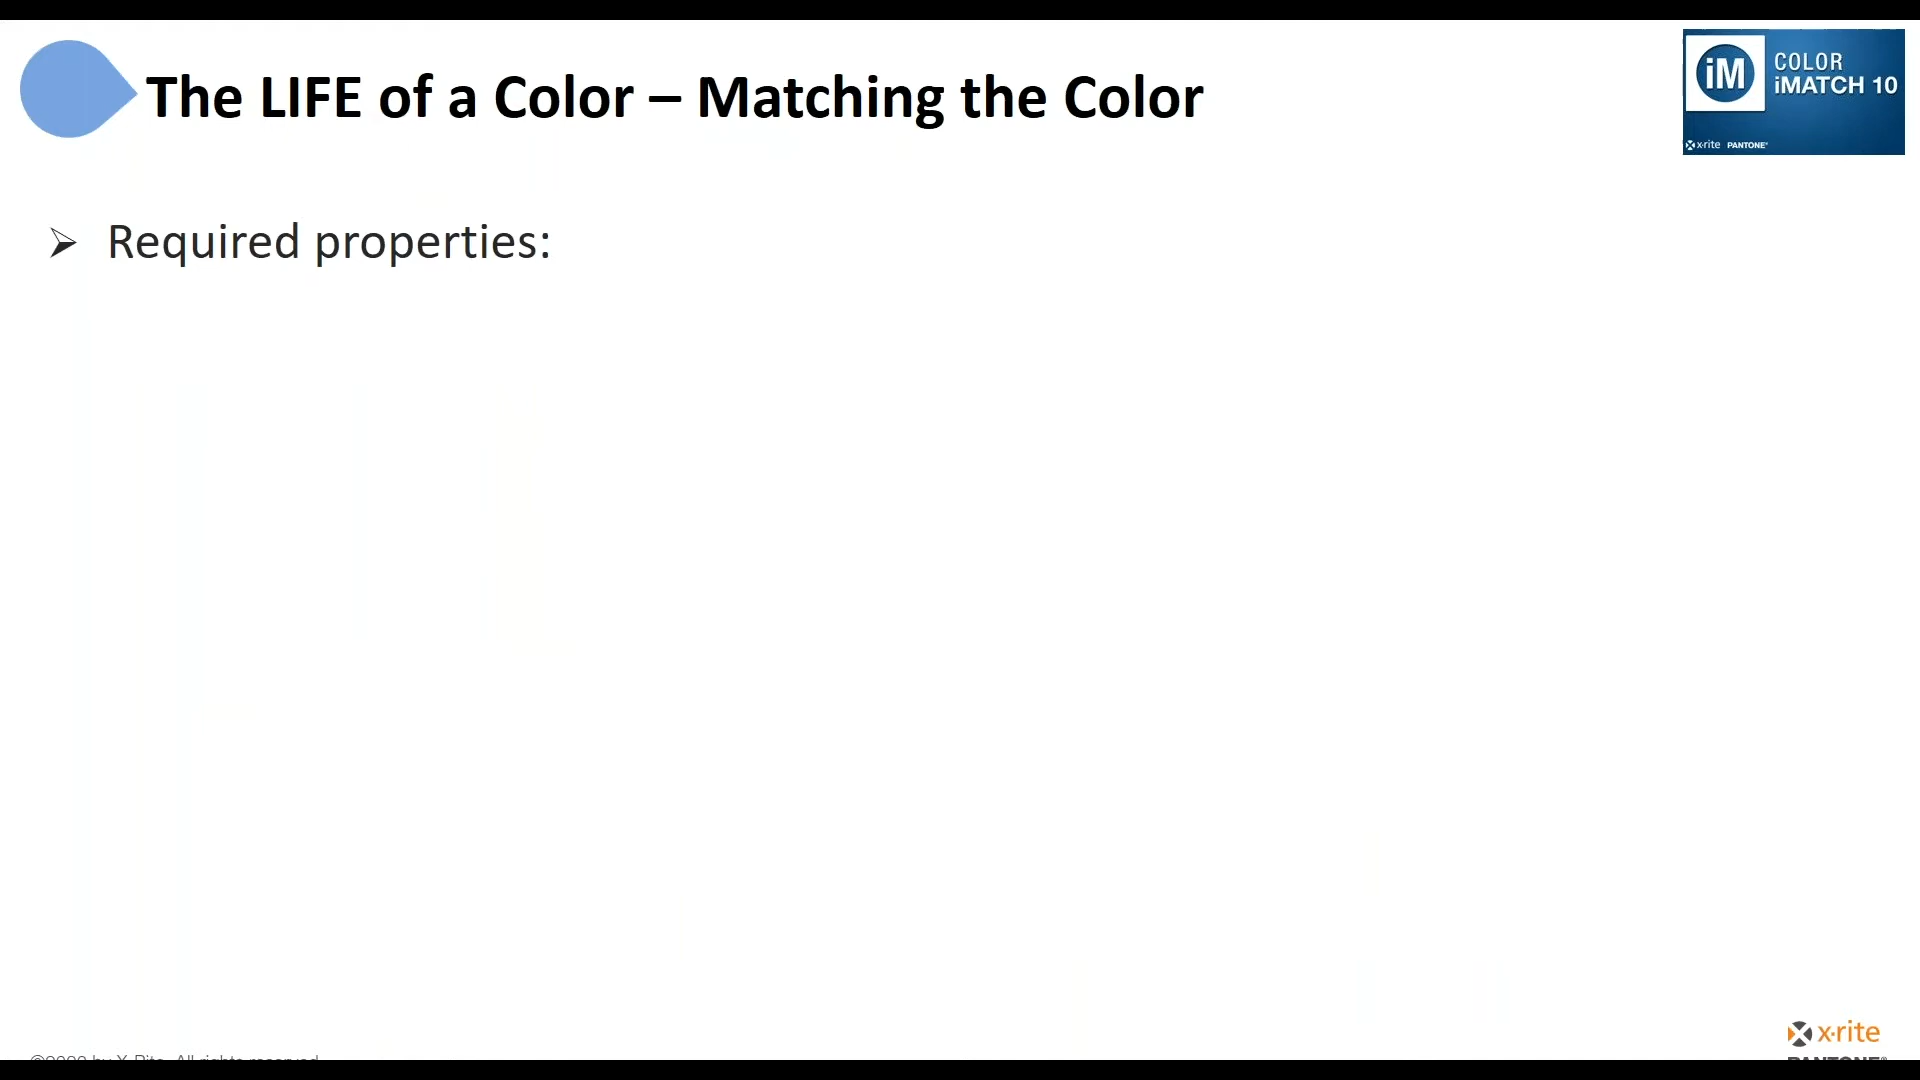 The LIFE of a Color – Matching the Color
iM
COLOR
iMATCH 10
x·rite PANTONE®
Required properties:
x·rite
PANTONE®
by X-Rite. All rights reserved